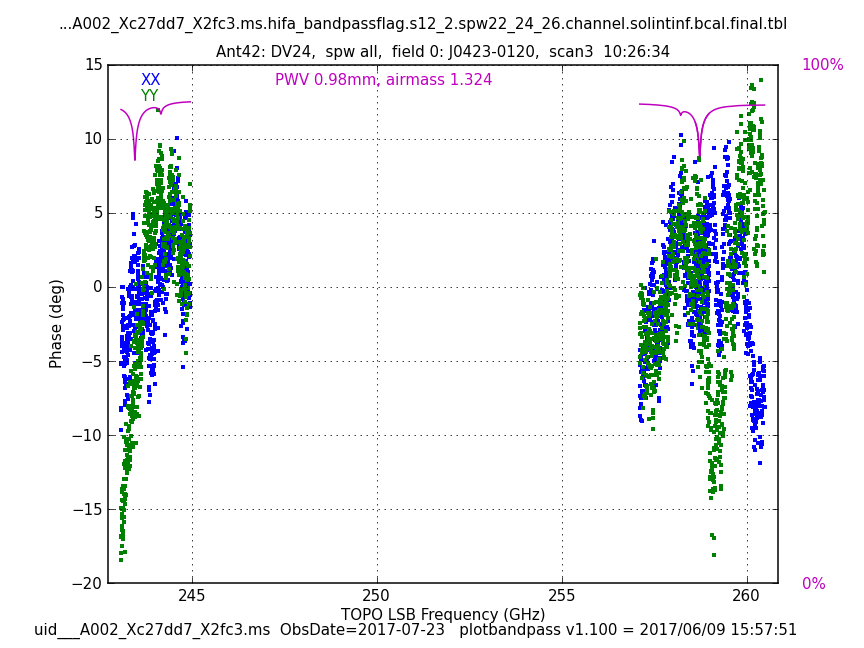 ...A002_Xc27dd7_X2fc3.ms.hifa_bandpassflag.s12_2.spw22_24_26.channel.solintinf.bcal.final.tbl
Ant42: DV24,  spw all,  field 0: J0423-0120,  scan3  10:26:34
XX
YY
PWV 0.98mm, airmass 1.324
100%
0%
15
10
5
0
−5
−10
−15
−20
Phase (deg)
245
250
255
260
TOPO LSB Frequency (GHz)
uid___A002_Xc27dd7_X2fc3.ms  ObsDate=2017-07-23   plotbandpass v1.100 = 2017/06/09 15:57:51